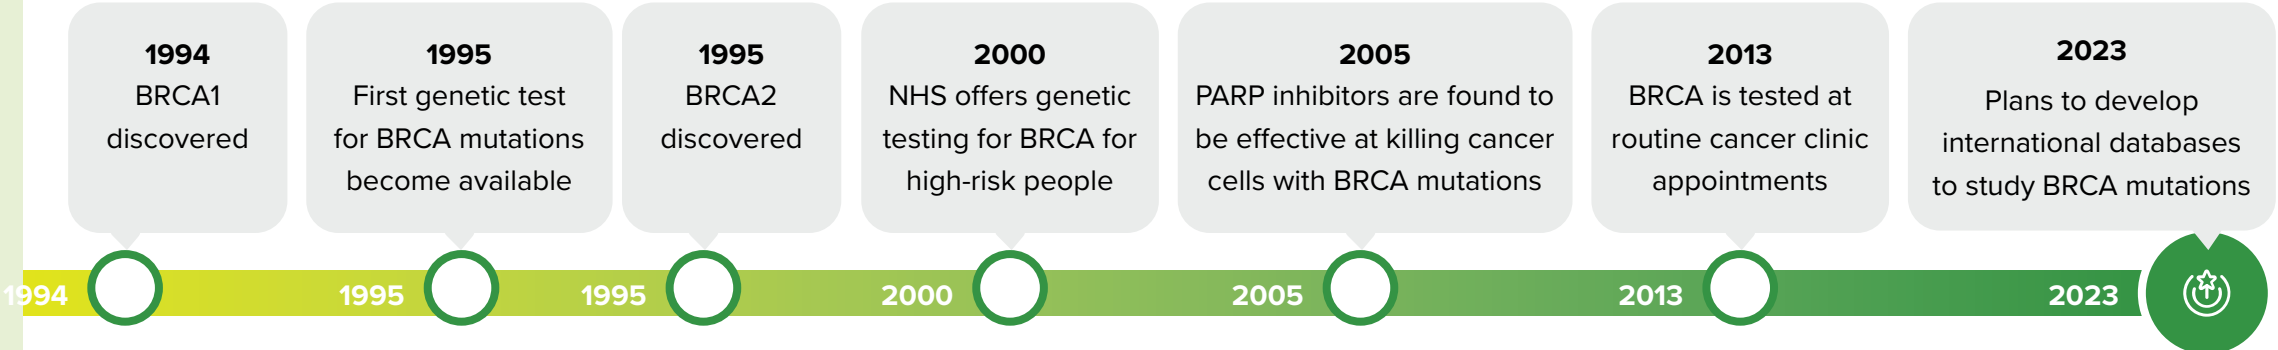 1994
BRCA1
discovered
1995
First genetic test
for BRCA mutations
become available
1995
BRCA2
discovered
2000
NHS offers genetic
testing for BRCA for
high-risk people
2005
PARP inhibitors are found to
be effective at killing cancer
cells with BRCA mutations
2013
BRCA is tested at
routine cancer clinic
appointments
2023
Plans to develop
international databases
to study BRCA mutations
1994
1995
1995
2000
2005
2013
2023